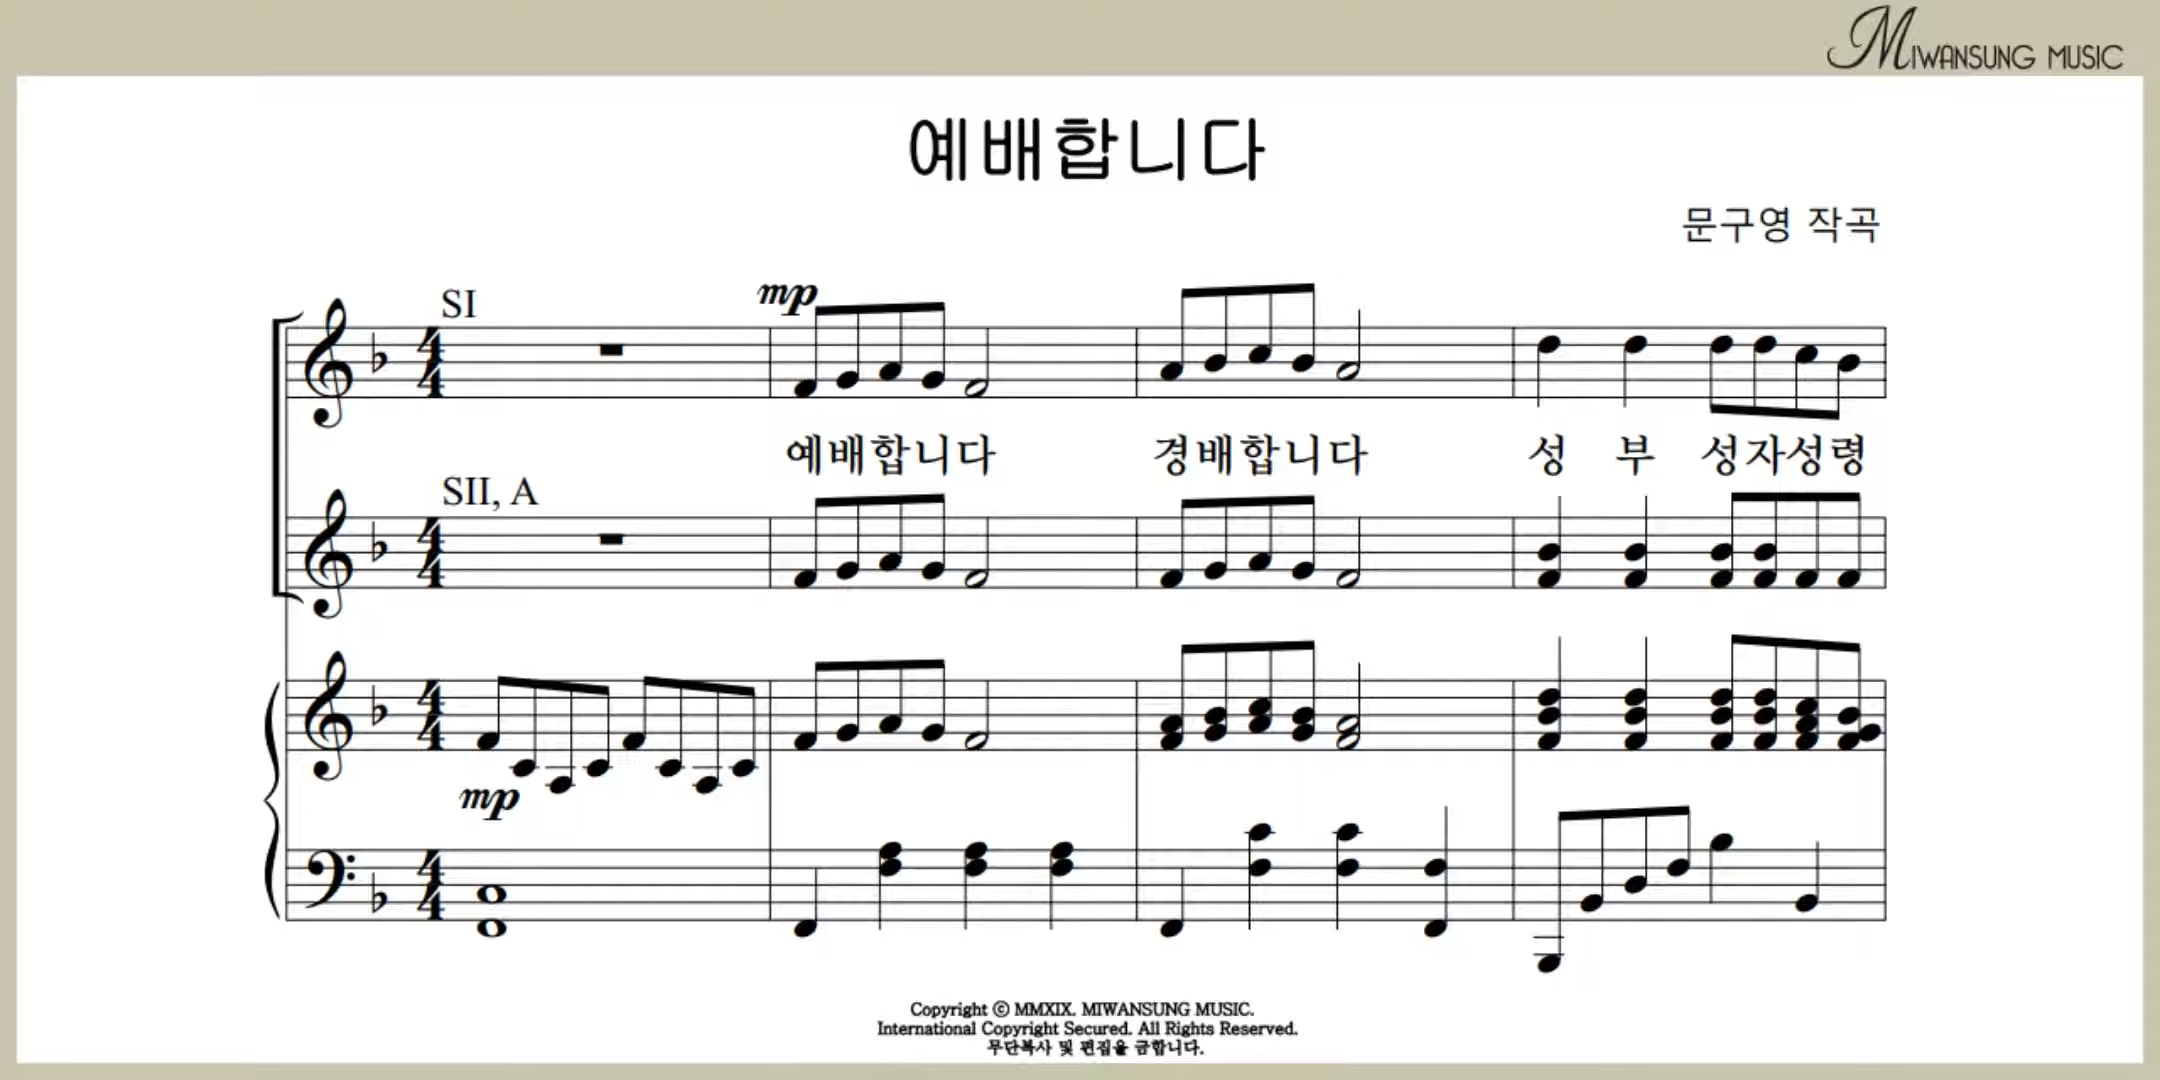 MIWANSUNG MUSIC
예배합니다
문구영 작곡
SI
mp
예배합니다 경배합니다 성 부 성자성령
SII, A
mp
Copyright ⓒ MMXIX. MIWANSUNG MUSIC.
International Copyright Secured. All Rights Reserved.
무단복사 및 편집을 금합니다.